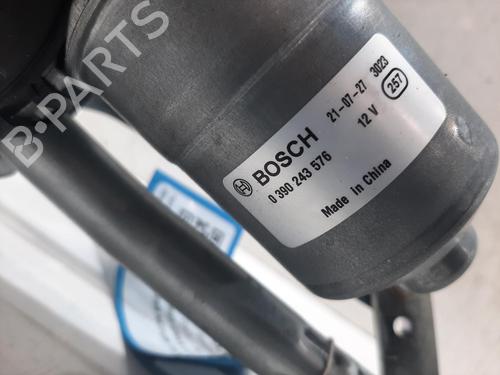 B-PARTS
BOSCH
21-07-27 3023
0 390 243 576
12 V
257
Made in China